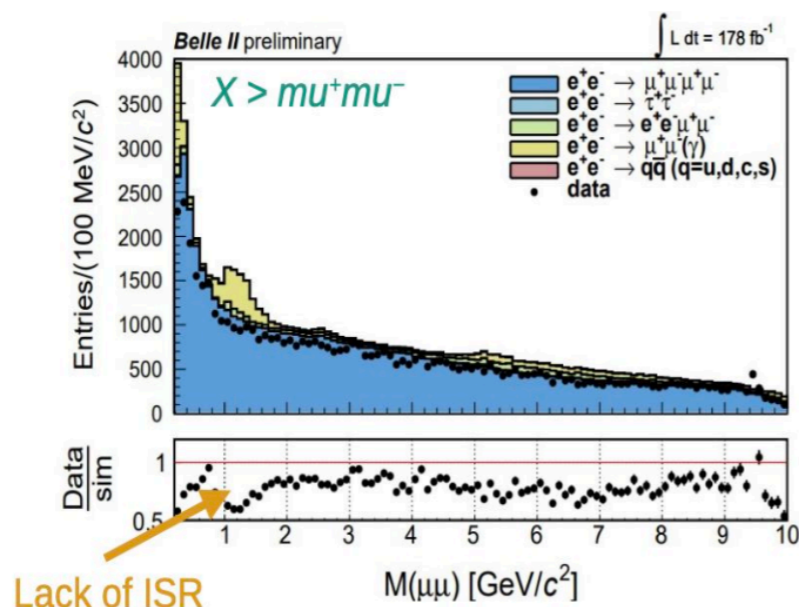 Belle II preliminary
∫ L dt = 178 fb⁻¹
X > mu⁺mu⁻
e⁺e⁻ → μ⁺μ⁻μ⁺μ⁻
e⁺e⁻ → τ⁺τ⁻
e⁺e⁻ → e⁺e⁻μ⁺μ⁻
e⁺e⁻ → μ⁺μ⁻(γ)
e⁺e⁻ → qq̅ (q=u,d,c,s)
data
Entries/(100 MeV/c²)
4000
3500
3000
2500
2000
1500
1000
500
0
Data
sim
1
0.5
1 2 3 4 5 6 7 8 9 10
M(μμ) [GeV/c²]
Lack of ISR